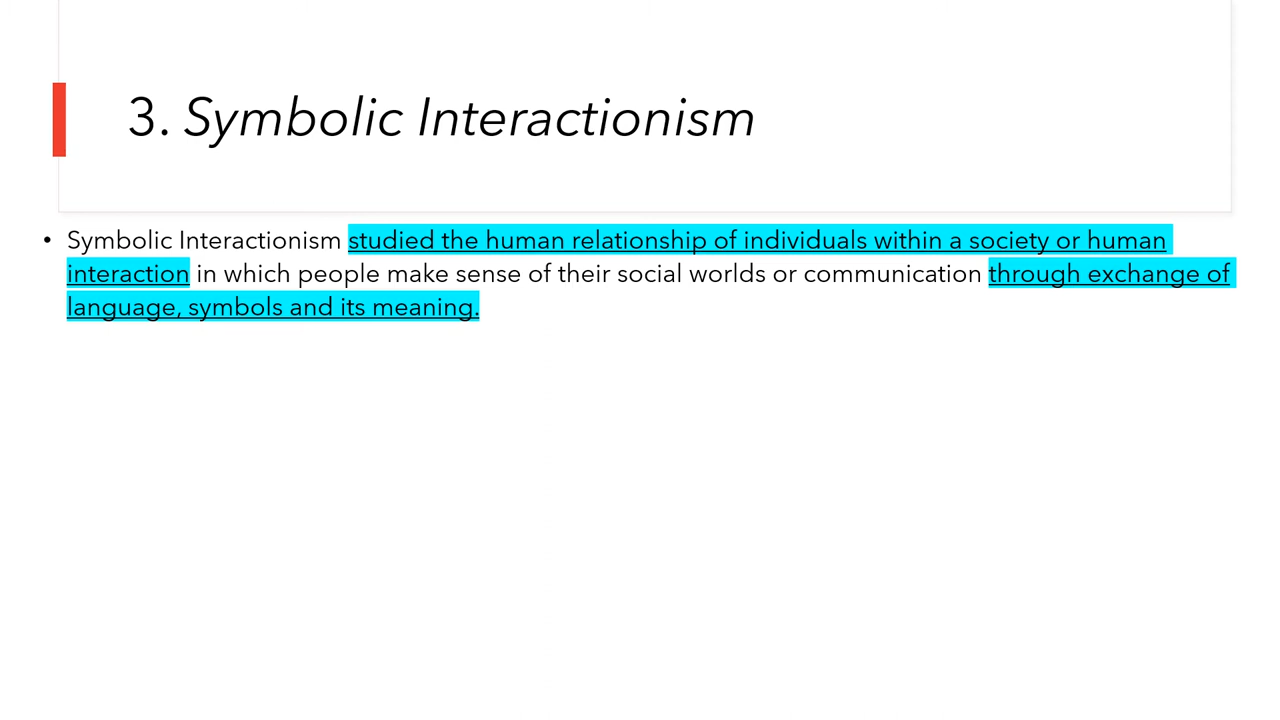 3. Symbolic Interactionism
• Symbolic Interactionism studied the human relationship of individuals within a society or human
interaction in which people make sense of their social worlds or communication through exchange of
language, symbols and its meaning.